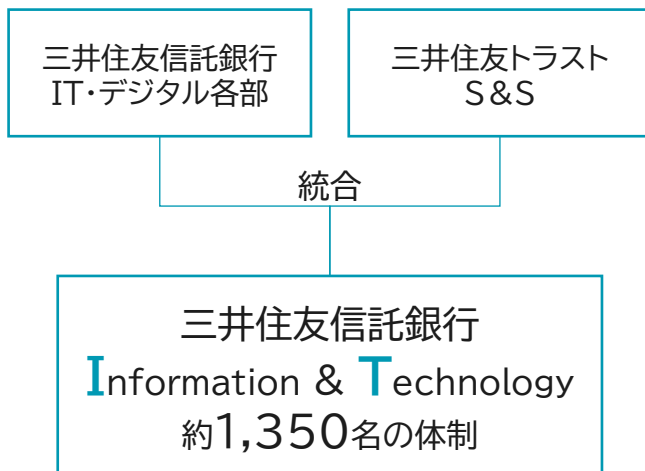 三井住友信託銀行
IT・デジタル各部
三井住友トラスト
S&S
統合
三井住友信託銀行
Information & Technology
約1,350名の体制